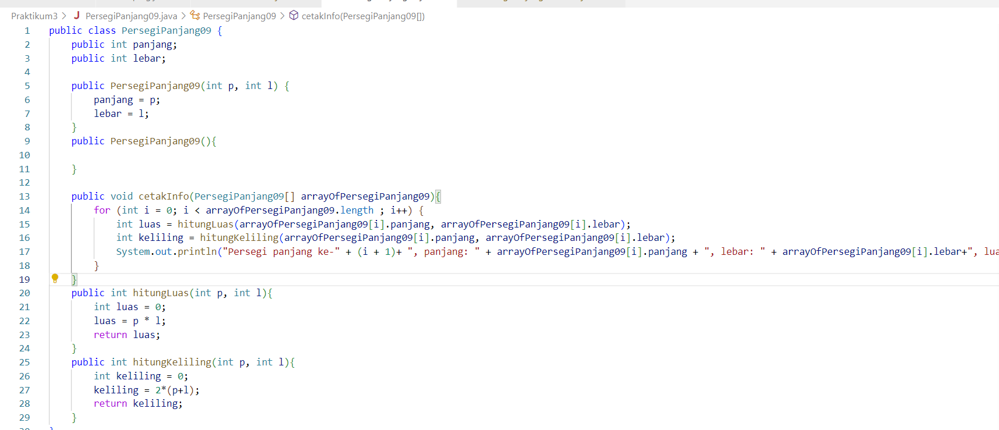 Praktikum3 > J PersegiPanjang09.java > PersegiPanjang09 > cetakInfo(PersegiPanjang09[])
1 public class PersegiPanjang09 {
2 public int panjang;
3 public int lebar;
4
5 public PersegiPanjang09(int p, int l) {
6 panjang = p;
7 lebar = l;
8 }
9 public PersegiPanjang09(){
10
11 }
12
13 public void cetakInfo(PersegiPanjang09[] arrayOfPersegiPanjang09){
14 for (int i = 0; i < arrayOfPersegiPanjang09.length ; i++) {
15 int luas = hitungLuas(arrayOfPersegiPanjang09[i].panjang, arrayOfPersegiPanjang09[i].lebar);
16 int keliling = hitungKeliling(arrayOfPersegiPanjang09[i].panjang, arrayOfPersegiPanjang09[i].lebar);
17 System.out.println("Persegi panjang ke-" + (i + 1)+ ", panjang: " + arrayOfPersegiPanjang09[i].panjang + ", lebar: " + arrayOfPersegiPanjang09[i].lebar+", lua
18 }
19 }
20 public int hitungLuas(int p, int l){
21 int luas = 0;
22 luas = p * l;
23 return luas;
24 }
25 public int hitungKeliling(int p, int l){
26 int keliling = 0;
27 keliling = 2*(p+l);
28 return keliling;
29 }